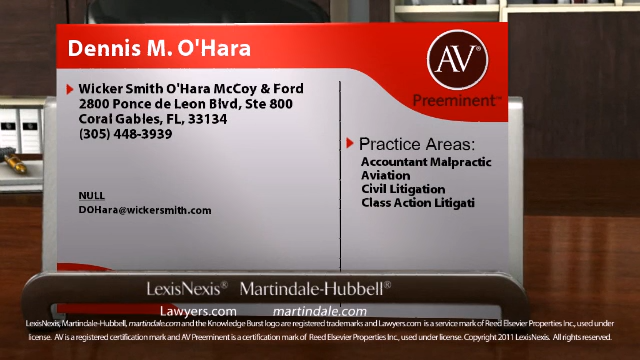 Dennis M. O'Hara
AV®
Preeminent™
Wicker Smith O'Hara McCoy & Ford
2800 Ponce de Leon Blvd, Ste 800
Coral Gables, FL, 33134
(305) 448-3939
NULL
DOHara@wickersmith.com
Practice Areas:
Accountant Malpractic
Aviation
Civil Litigation
Class Action Litigati
LexisNexis® Martindale-Hubbell®
Lawyers.com martindale.com
LexisNexis, Martindale-Hubbell, martindale.com and the Knowledge Burst logo are registered trademarks and Lawyers.com is a service mark of Reed Elsevier Properties Inc., used under
license. AV is a registered certification mark and AV Preeminent is a certification mark of Reed Elsevier Properties Inc., used under license. Copyright 2011 LexisNexis. All rights reserved.